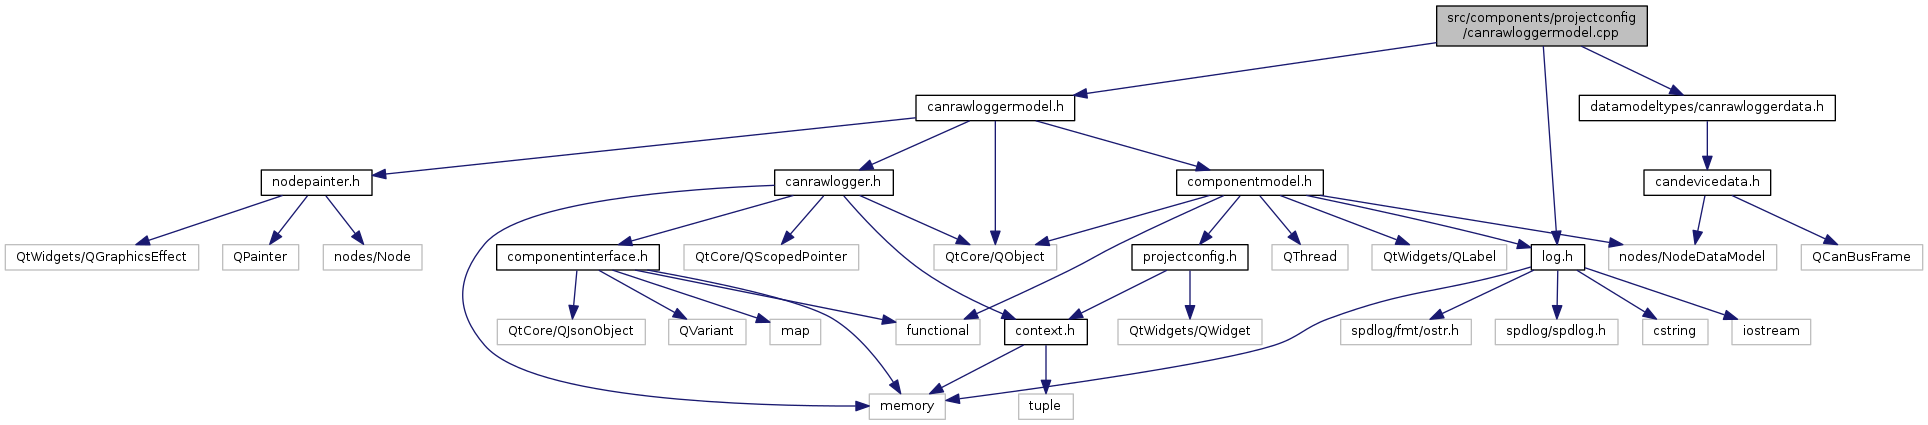 src/components/projectconfig
/canrawloggermodel.cpp
canrawloggermodel.h
datamodeltypes/canrawloggerdata.h
nodepainter.h
canrawlogger.h
componentmodel.h
candevicedata.h
QtWidgets/QGraphicsEffect
QPainter
nodes/Node
componentinterface.h
QtCore/QScopedPointer
QtCore/QObject
projectconfig.h
QThread
QtWidgets/QLabel
log.h
nodes/NodeDataModel
QCanBusFrame
QtCore/QJsonObject
QVariant
map
functional
context.h
QtWidgets/QWidget
spdlog/fmt/ostr.h
spdlog/spdlog.h
cstring
iostream
memory
tuple